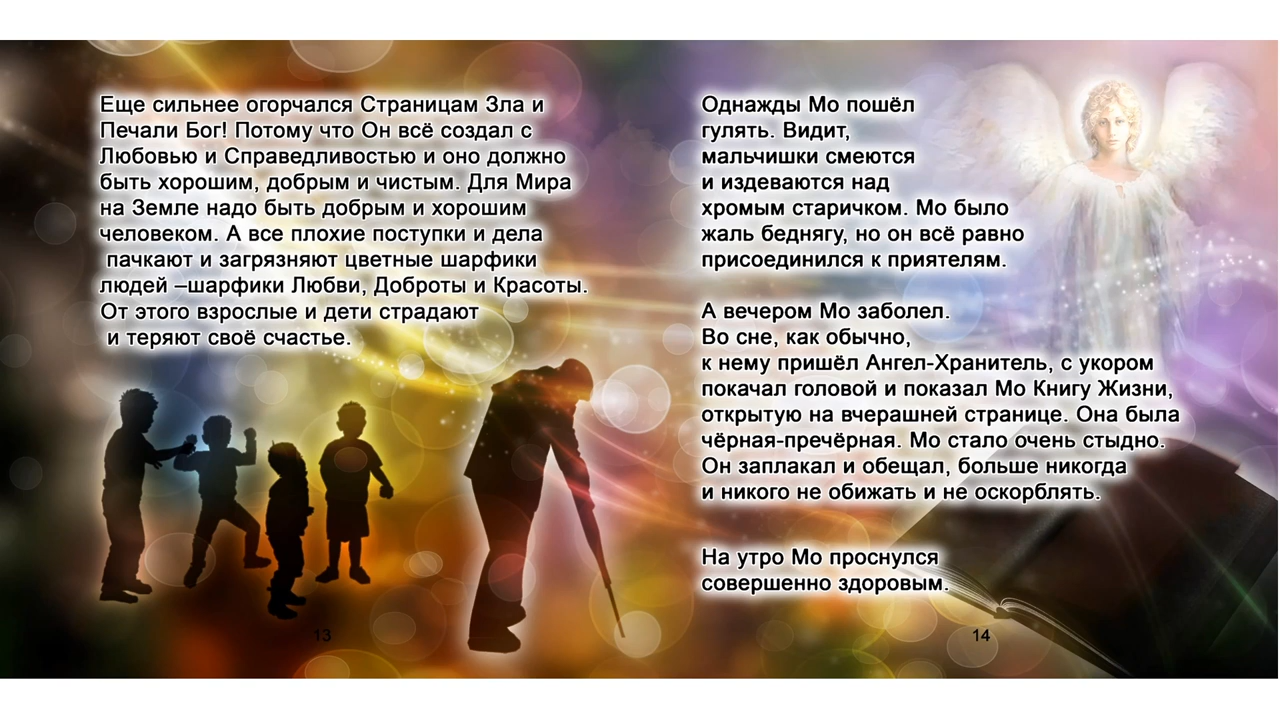 Еще сильнее огорчался Страницам Зла и
Печали Бог! Потому что Он всё создал с
Любовью и Справедливостью и оно должно
быть хорошим, добрым и чистым. Для Мира
на Земле надо быть добрым и хорошим
человеком. А все плохие поступки и дела
пачкают и загрязняют цветные шарфики
людей –шарфики Любви, Доброты и Красоты.
От этого взрослые и дети страдают
и теряют своё счастье.
13
Однажды Мо пошёл
гулять. Видит,
мальчишки смеются
и издеваются над
хромым старичком. Мо было
жаль беднягу, но он всё равно
присоединился к приятелям.
А вечером Мо заболел.
Во сне, как обычно,
к нему пришёл Ангел-Хранитель, с укором
покачал головой и показал Мо Книгу Жизни,
открытую на вчерашней странице. Она была
чёрная-пречёрная. Мо стало очень стыдно.
Он заплакал и обещал, больше никогда
и никого не обижать и не оскорблять.
На утро Мо проснулся
совершенно здоровым.
14